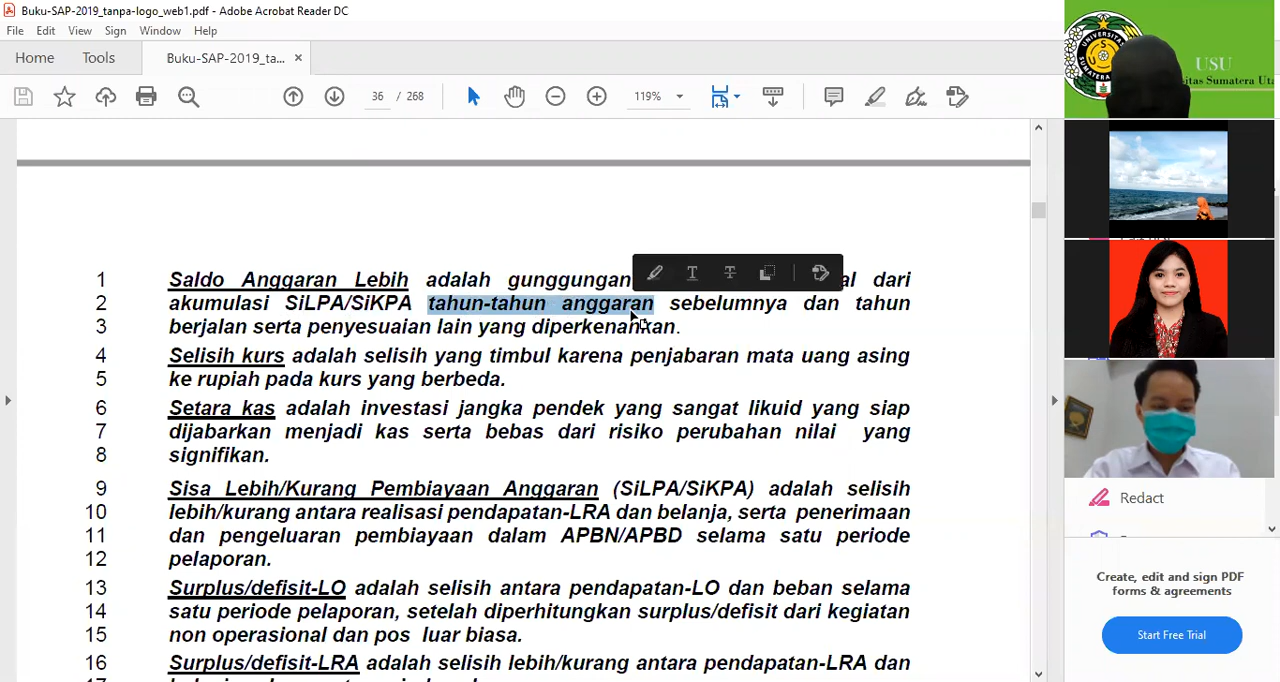 Buku-SAP-2019_tanpa-logo_web1.pdf - Adobe Acrobat Reader DC
File Edit View Sign Window Help
Home Tools Buku-SAP-2019_ta... ×
36 / 268 119%
USU
itas Sumatera Uta
UNIVERSITAS
1 Saldo Anggaran Lebih adalah gunggungan al dari
2 akumulasi SiLPA/SiKPA tahun-tahun anggaran sebelumnya dan tahun
3 berjalan serta penyesuaian lain yang diperkenankan.
4 Selisih kurs adalah selisih yang timbul karena penjabaran mata uang asing
5 ke rupiah pada kurs yang berbeda.
6 Setara kas adalah investasi jangka pendek yang sangat likuid yang siap
7 dijabarkan menjadi kas serta bebas dari risiko perubahan nilai yang
8 signifikan.
9 Sisa Lebih/Kurang Pembiayaan Anggaran (SiLPA/SiKPA) adalah selisih
10 lebih/kurang antara realisasi pendapatan-LRA dan belanja, serta penerimaan
11 dan pengeluaran pembiayaan dalam APBN/APBD selama satu periode
12 pelaporan.
13 Surplus/defisit-LO adalah selisih antara pendapatan-LO dan beban selama
14 satu periode pelaporan, setelah diperhitungkan surplus/defisit dari kegiatan
15 non operasional dan pos luar biasa.
16 Surplus/defisit-LRA adalah selisih lebih/kurang antara pendapatan-LRA dan
Redact
Create, edit and sign PDF
forms & agreements
Start Free Trial